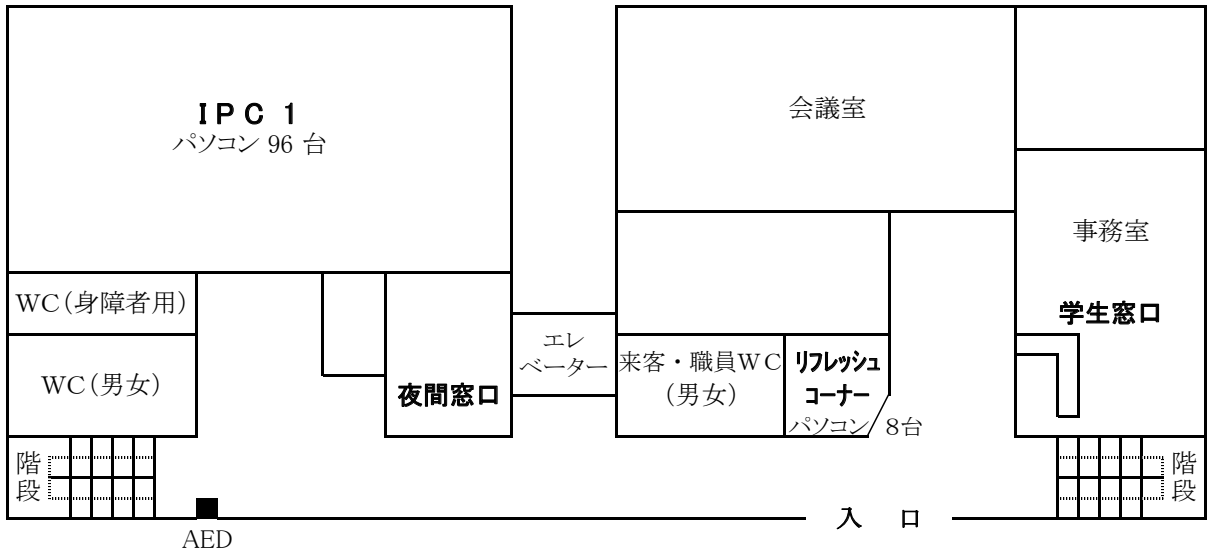 ＩＰＣ １
パソコン 96 台
会議室
事務室
学生窓口
WC（身障者用）
WC（男女）
夜間窓口
エレ
ベーター
来客・職員WC
（男女）
リフレッシュ
コーナー
パソコン 8台
階段
階段
入 口
AED